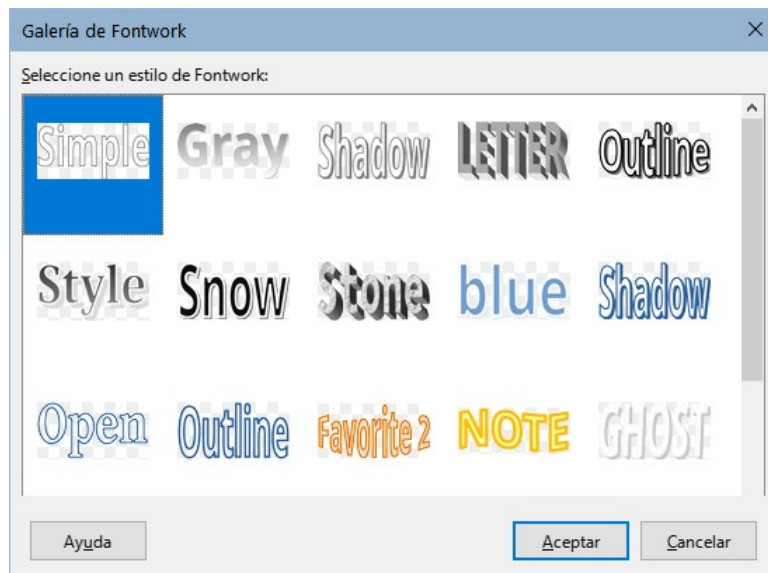 Galería de Fontwork
Seleccione un estilo de Fontwork:
Simple Gray Shadow LETTER Outline
Style Snow Stone blue Shadow
Open Outline Favorite 2 NOTE GHOST
Ayuda Aceptar Cancelar